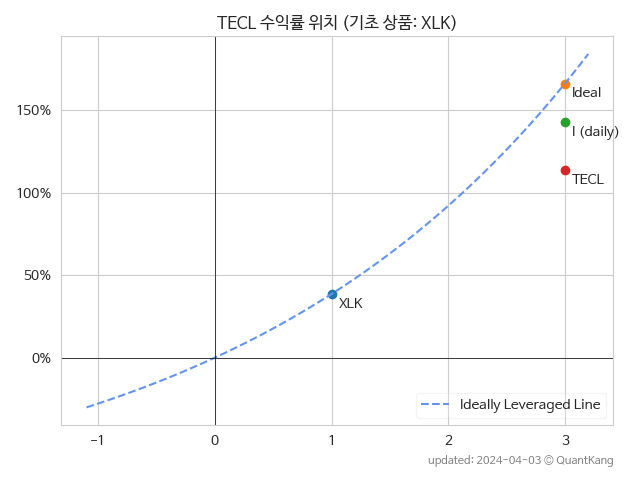 TECL 수익률 위치 (기초 상품: XLK)
150%
100%
50%
0%
Ideal
I (daily)
TECL
XLK
Ideally Leveraged Line
−1
0
1
2
3
updated: 2024-04-03 © QuantKang